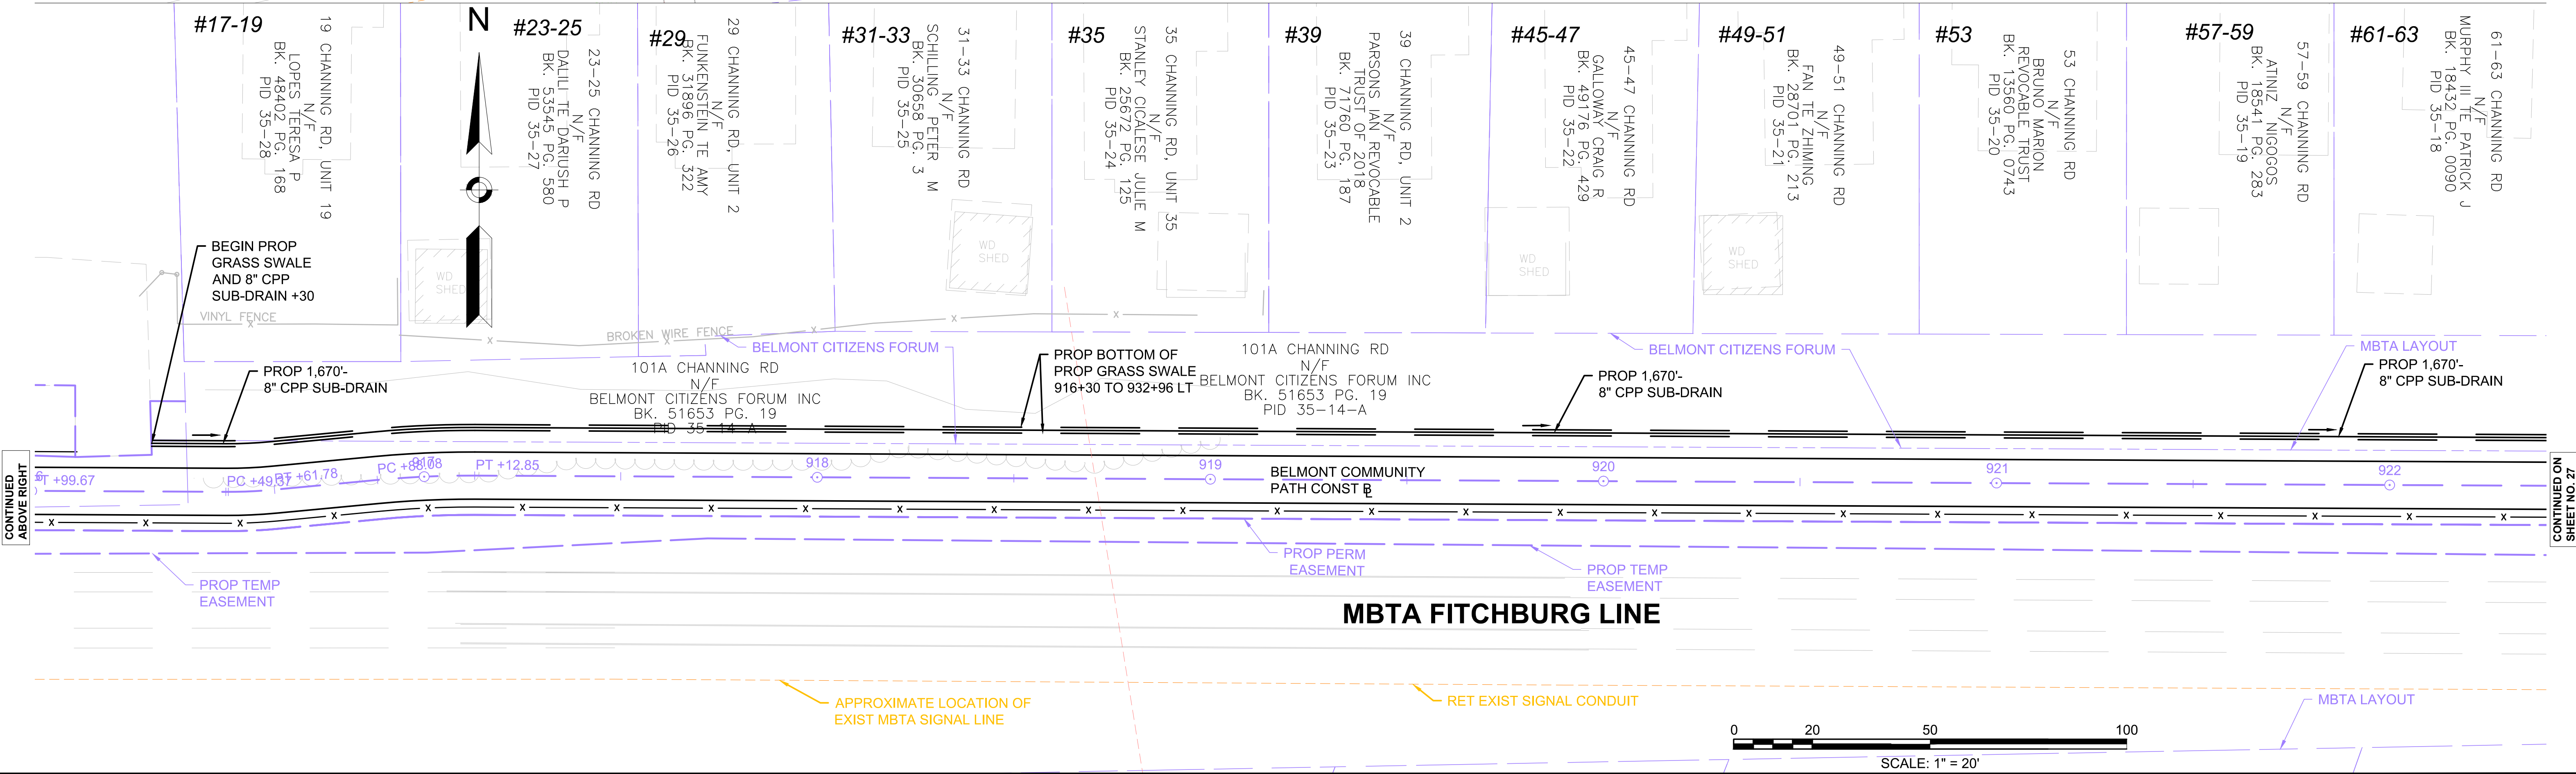 #17-19
19 CHANNING RD, UNIT 19
N/F
LOPES TERESA P
BK. 48402 PG. 168
PID 35-28
N
#23-25
23-25 CHANNING RD
N/F
DALILI TE DARIUSH P
BK. 53545 PG. 580
PID 35-27
#29
29 CHANNING RD, UNIT 2
N/F
FUNKENSTEIN TE AMY
BK. 31896 PG. 322
PID 35-26
#31-33
31-33 CHANNING RD
N/F
SCHILLING PETER M
BK. 30658 PG. 3
PID 35-25
#35
35 CHANNING RD, UNIT 35
N/F
STANLEY CICALESE JULIE M
BK. 25672 PG. 125
PID 35-24
#39
39 CHANNING RD, UNIT 2
N/F
PARSONS IAN REVOCABLE
TRUST OF 2018
BK. 71760 PG. 187
PID 35-23
#45-47
45-47 CHANNING RD
N/F
GALLOWAY CRAIG R
BK. 49176 PG. 429
PID 35-22
#49-51
49-51 CHANNING RD
N/F
FAN TE ZHIMING
BK. 28701 PG. 213
PID 35-21
#53
53 CHANNING RD
N/F
BRUNO MARION
REVOCABLE TRUST
BK. 13560 PG. 0743
PID 35-20
#57-59
57-59 CHANNING RD
N/F
ATINIZ NIGOGOS
BK. 18541 PG. 283
PID 35-19
#61-63
61-63 CHANNING RD
N/F
MURPHY III TE PATRICK J
BK. 18432 PG. 0090
PID 35-18
BEGIN PROP
GRASS SWALE
AND 8" CPP
SUB-DRAIN +30
WD
SHED
WD
SHED
WD
SHED
WD
SHED
VINYL FENCE
X
BROKEN WIRE FENCE
X X X X X
BELMONT CITIZENS FORUM
BELMONT CITIZENS FORUM
MBTA LAYOUT
PROP 1,670'-
8" CPP SUB-DRAIN
101A CHANNING RD
N/F
BELMONT CITIZENS FORUM INC
BK. 51653 PG. 19
PID 35-14-A
PROP BOTTOM OF
PROP GRASS SWALE
916+30 TO 932+96 LT
101A CHANNING RD
N/F
BELMONT CITIZENS FORUM INC
BK. 51653 PG. 19
PID 35-14-A
PROP 1,670'-
8" CPP SUB-DRAIN
PROP 1,670'-
8" CPP SUB-DRAIN
CONTINUED
ABOVE RIGHT
6
PT +99.67
PC +49.37
PT +61.78
PC +88.08
917
PT +12.85
918
919
920
921
922
BELMONT COMMUNITY
PATH CONST BL
X X X X X X X X X X X X X X X X X X X X X X X X X X X
CONTINUED ON
SHEET NO. 27
PROP TEMP
EASEMENT
PROP PERM
EASEMENT
PROP TEMP
EASEMENT
MBTA FITCHBURG LINE
APPROXIMATE LOCATION OF
EXIST MBTA SIGNAL LINE
RET EXIST SIGNAL CONDUIT
MBTA LAYOUT
0 20 50 100
SCALE: 1" = 20'